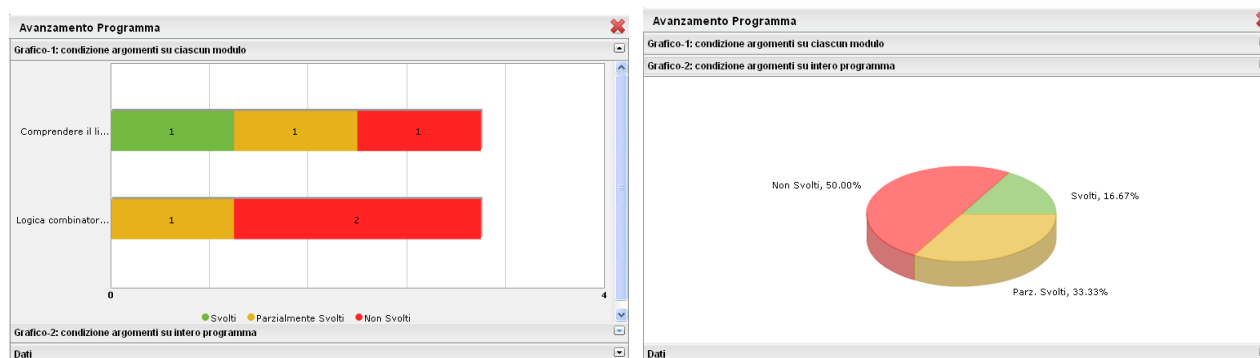 Avanzamento Programma
Grafico-1: condizione argomenti su ciascun modulo
Comprendere il li...
1
1
1
Logica combinator...
1
2
0
4
Svolti
Parzialmente Svolti
Non Svolti
Grafico-2: condizione argomenti su intero programma
Dati
Avanzamento Programma
Grafico-1: condizione argomenti su ciascun modulo
Grafico-2: condizione argomenti su intero programma
Non Svolti, 50.00%
Svolti, 16.67%
Parz. Svolti, 33.33%
Dati